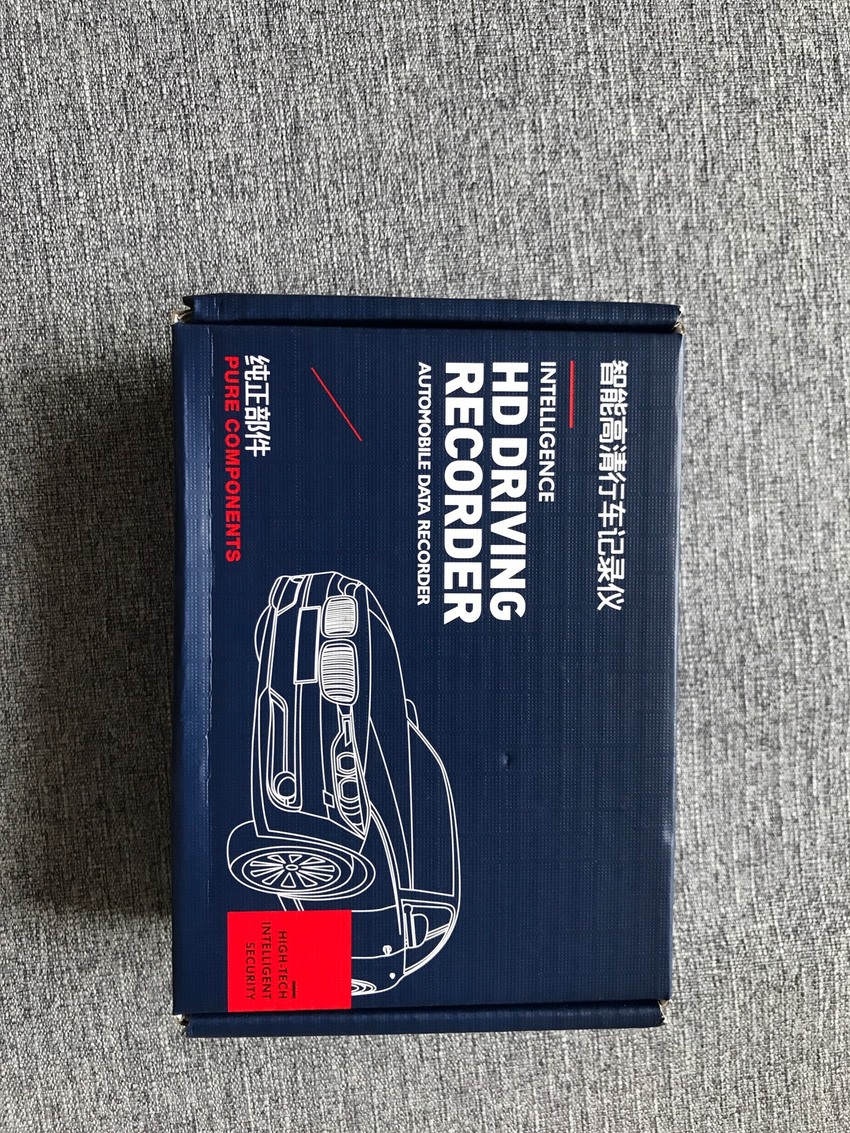 智能高清行车记录仪
INTELLIGENCE
HD DRIVING
RECORDER
AUTOMOBILE DATA RECORDER
纯正部件
PURE COMPONENTS
HIGH-TECH
INTELLIGENT
SECURITY